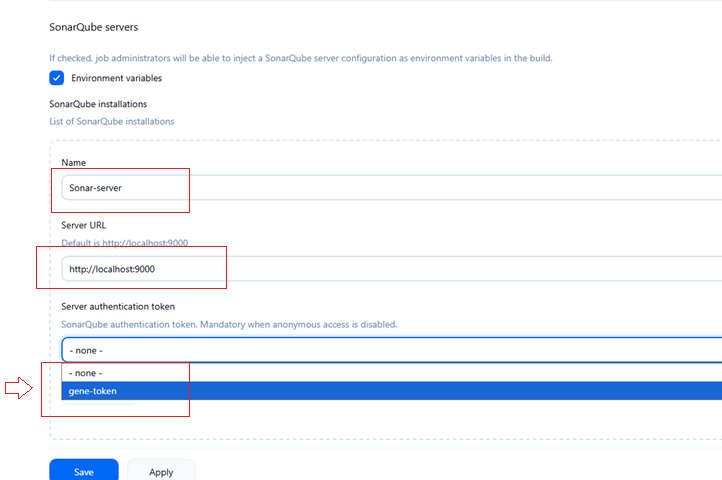 SonarQube servers
If checked, job administrators will be able to inject a SonarQube server configuration as environment variables in the build.
Environment variables
SonarQube installations
List of SonarQube installations
Name
Sonar-server
Server URL
Default is http://localhost:9000
http://localhost:9000
Server authentication token
SonarQube authentication token. Mandatory when anonymous access is disabled.
- none -
- none -
gene-token
Save
Apply